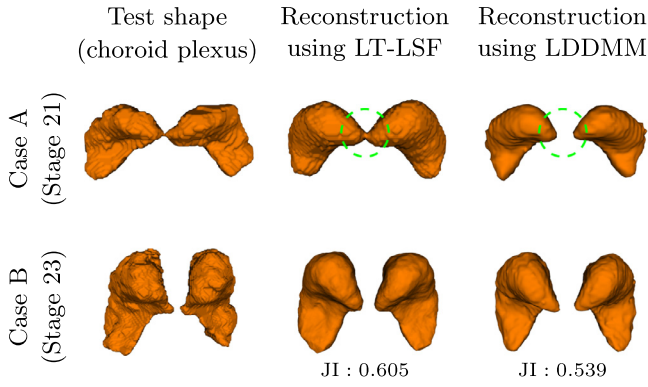 Test shape
(choroid plexus)
Reconstruction
using LT-LSF
Reconstruction
using LDDMM
Case A
(Stage 21)
Case B
(Stage 23)
JI : 0.605
JI : 0.539